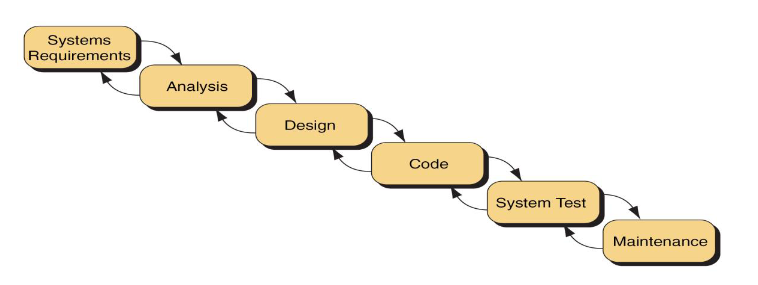 Systems
Requirements
Analysis
Design
Code
System Test
Maintenance